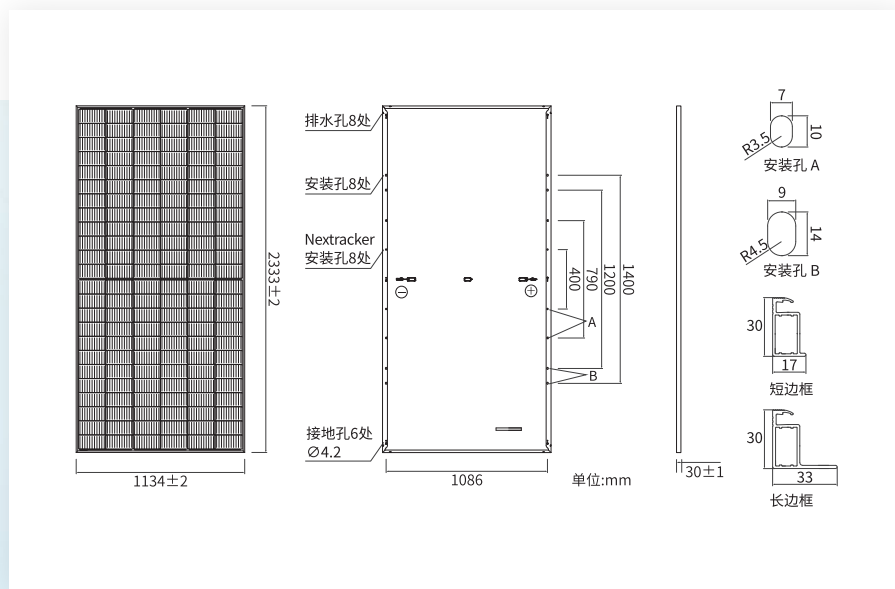 2333±2
1134±2
排水孔8处
安装孔8处
Nextracker
安装孔8处
接地孔6处
∅4.2
400
790
1200
1400
A
B
1086
单位:mm
30±1
7
10
R3.5
安装孔 A
9
14
R4.5
安装孔 B
30
17
短边框
30
33
长边框